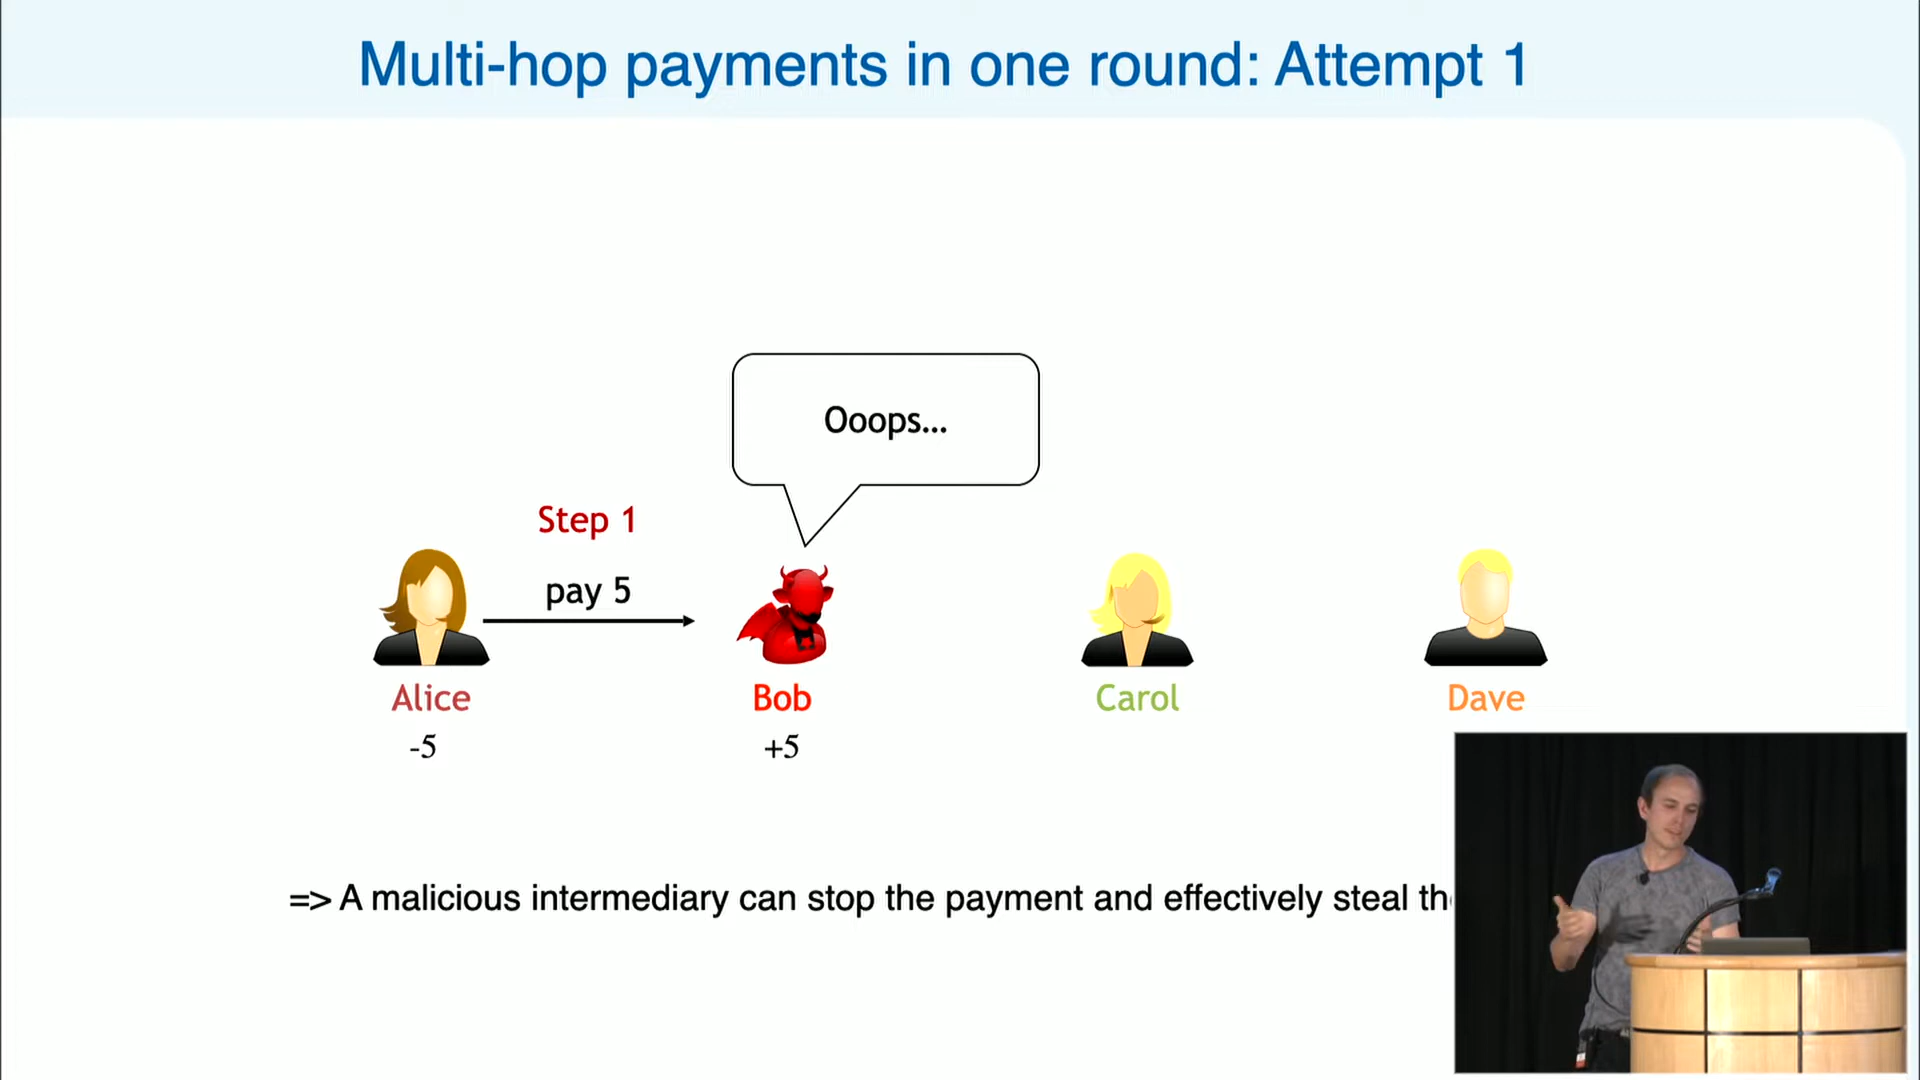 Multi-hop payments in one round: Attempt 1
Ooops...
Step 1
pay 5
Alice
Bob
Carol
Dave
-5
+5
=> A malicious intermediary can stop the payment and effectively steal